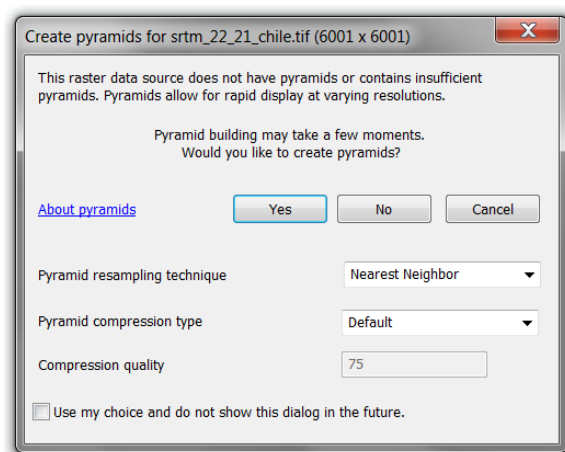 Create pyramids for srtm_22_21_chile.tif (6001 x 6001)
This raster data source does not have pyramids or contains insufficient
pyramids. Pyramids allow for rapid display at varying resolutions.
Pyramid building may take a few moments.
Would you like to create pyramids?
About pyramids Yes No Cancel
Pyramid resampling technique Nearest Neighbor
Pyramid compression type Default
Compression quality 75
Use my choice and do not show this dialog in the future.